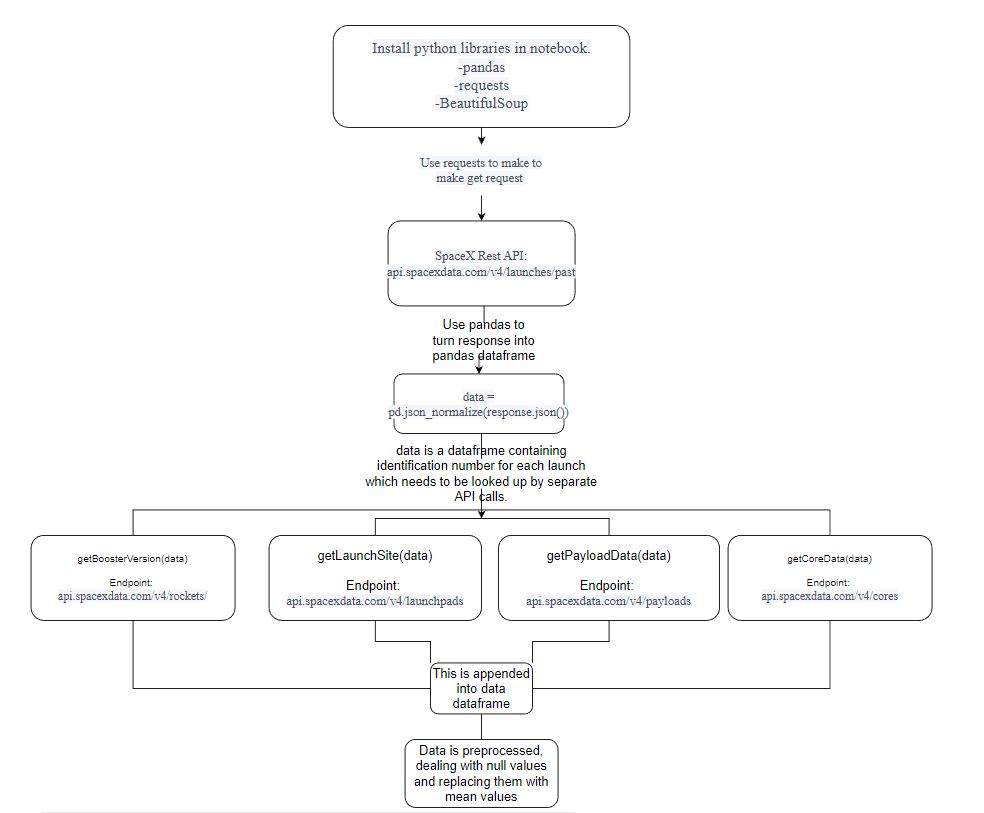 Install python libraries in notebook.
-pandas
-requests
-BeautifulSoup
Use requests to make to
make get request
SpaceX Rest API:
api.spacexdata.com/v4/launches/past
Use pandas to
turn response into
pandas dataframe
data =
pd.json_normalize(response.json())
data is a dataframe containing
identification number for each launch
which needs to be looked up by separate
API calls.
getBoosterVersion(data)
Endpoint:
api.spacexdata.com/v4/rockets/
getLaunchSite(data)
Endpoint:
api.spacexdata.com/v4/launchpads
getPayloadData(data)
Endpoint:
api.spacexdata.com/v4/payloads
getCoreData(data)
Endpoint:
api.spacexdata.com/v4/cores
This is appended
into data
dataframe
Data is preprocessed,
dealing with null values
and replacing them with
mean values